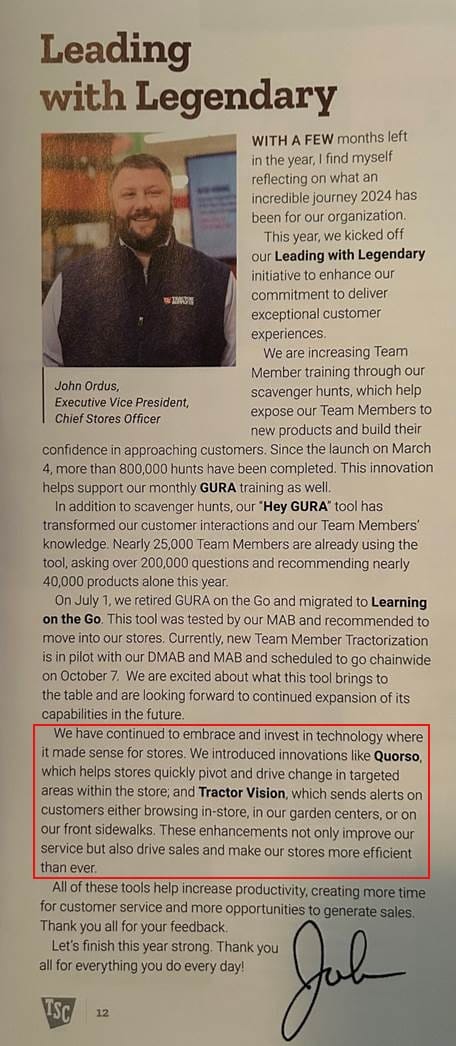 Leading
with Legendary
WITH A FEW months left
in the year, I find myself
reflecting on what an
incredible journey 2024 has
been for our organization.
This year, we kicked off
our Leading with Legendary
initiative to enhance our
commitment to deliver
exceptional customer
experiences.
We are increasing Team
Member training through our
scavenger hunts, which help
expose our Team Members to
new products and build their
John Ordus,
Executive Vice President,
Chief Stores Officer
confidence in approaching customers. Since the launch on March
4, more than 800,000 hunts have been completed. This innovation
helps support our monthly GURA training as well.
In addition to scavenger hunts, our "Hey GURA" tool has
transformed our customer interactions and our Team Members'
knowledge. Nearly 25,000 Team Members are already using the
tool, asking over 200,000 questions and recommending nearly
40,000 products alone this year.
On July 1, we retired GURA on the Go and migrated to Learning
on the Go. This tool was tested by our MAB and recommended to
move into our stores. Currently, new Team Member Tractorization
is in pilot with our DMAB and MAB and scheduled to go chainwide
on October 7. We are excited about what this tool brings to
the table and are looking forward to continued expansion of its
capabilities in the future.
We have continued to embrace and invest in technology where
it made sense for stores. We introduced innovations like Quorso,
which helps stores quickly pivot and drive change in targeted
areas within the store; and Tractor Vision, which sends alerts on
customers either browsing in-store, in our garden centers, or on
our front sidewalks. These enhancements not only improve our
service but also drive sales and make our stores more efficient
than ever.
All of these tools help increase productivity, creating more time
for customer service and more opportunities to generate sales.
Thank you all for your feedback.
Let's finish this year strong. Thank you
all for everything you do every day!
John
TSC 12